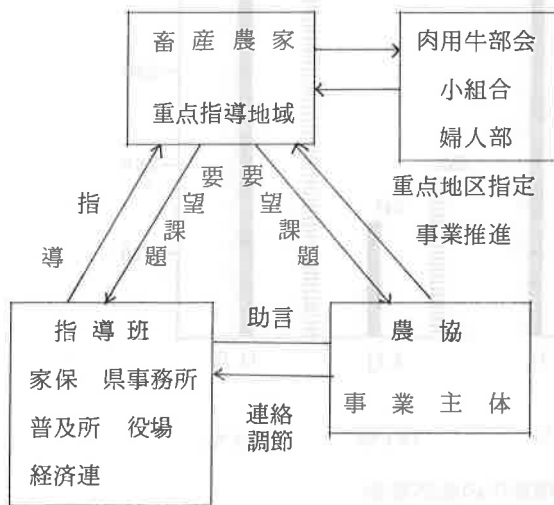 畜産農家
重点指導地域
肉用牛部会
小組合
婦人部
重点地区指定
事業推進
指導
要望課題
要望課題
指導班
家保 県事務所
普及所 役場
経済連
助言
連絡
調節
農協
事業主体